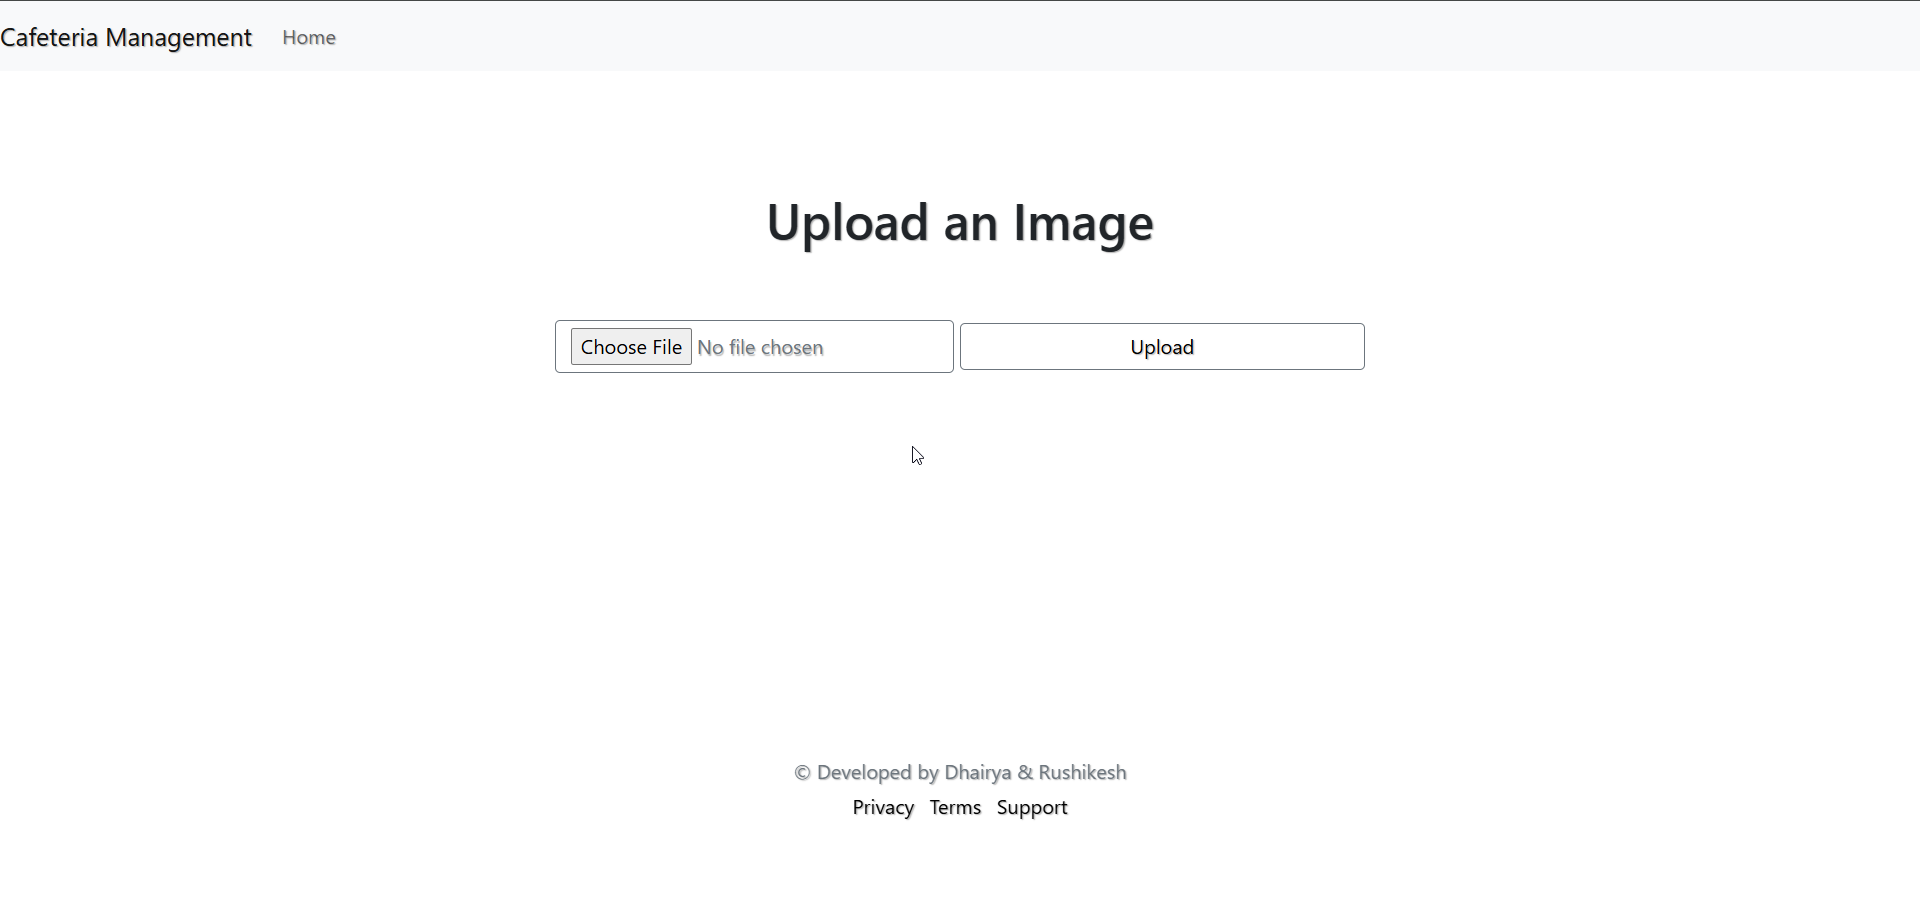 Cafeteria Management Home
Upload an Image
Choose File No file chosen Upload
© Developed by Dhairya & Rushikesh
Privacy Terms Support